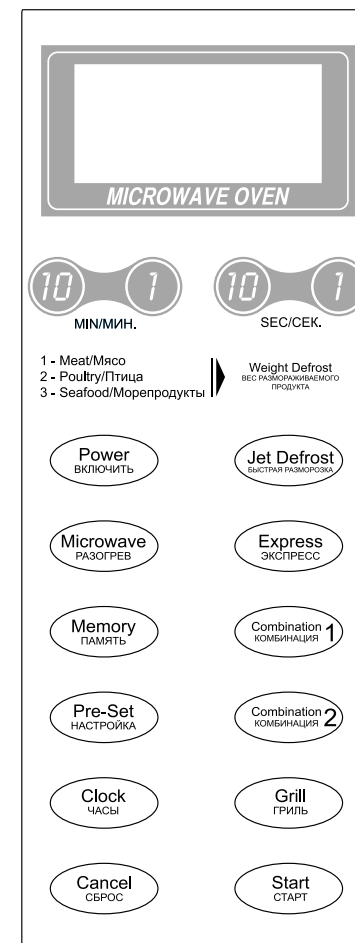 MICROWAVE OVEN
10 1
10 1
MIN/МИН.
SEC/СЕК.
1 - Meat/Мясо
2 - Poultry/Птица
3 - Seafood/Морепродукты
Weight Defrost
ВЕС РАЗМОРАЖИВАЕМОГО
ПРОДУКТА
Power
ВКЛЮЧИТЬ
Jet Defrost
БЫСТРАЯ РАЗМОРОЗКА
Microwave
РАЗОГРЕВ
Express
ЭКСПРЕСС
Memory
ПАМЯТЬ
Combination 1
КОМБИНАЦИЯ
Pre-Set
НАСТРОЙКА
Combination 2
КОМБИНАЦИЯ
Clock
ЧАСЫ
Grill
ГРИЛЬ
Cancel
СБРОС
Start
СТАРТ